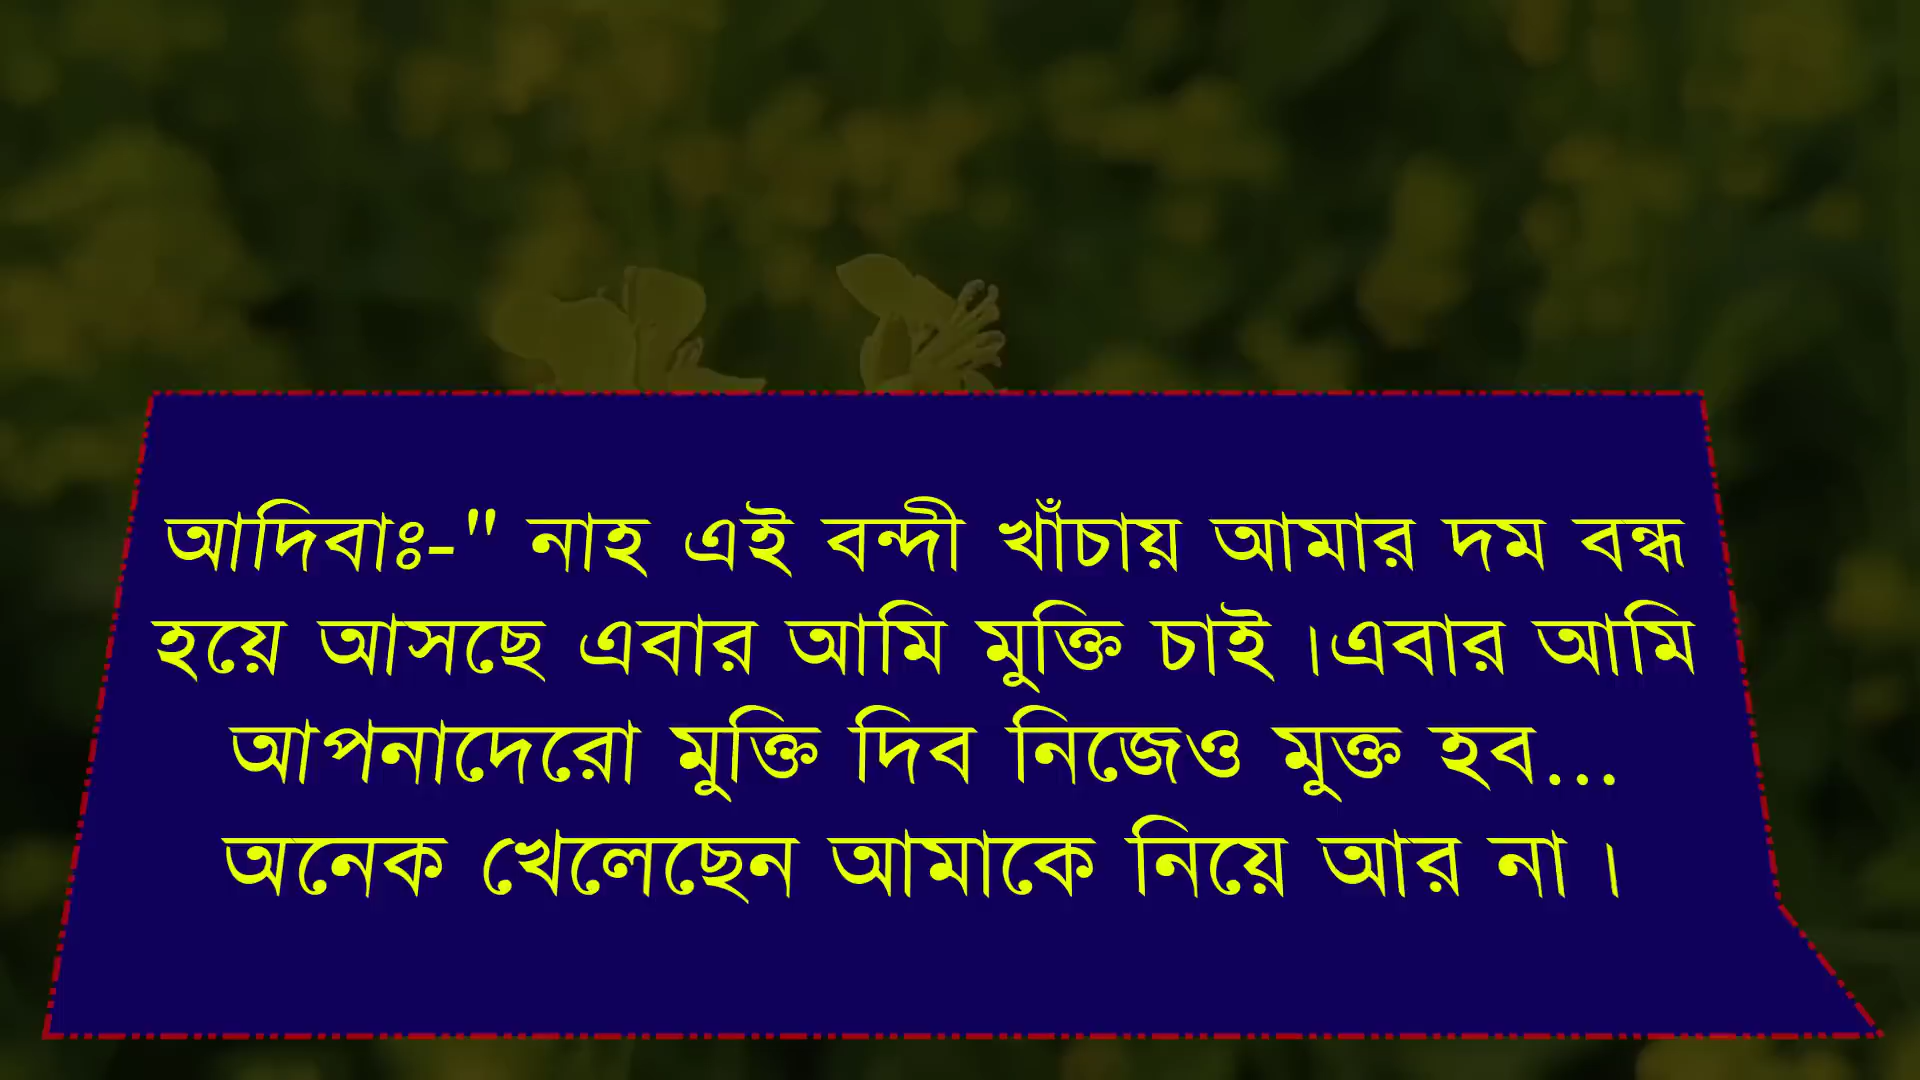 আদিবাঃ-" নাহ এই বন্দী খাঁচায় আমার দম বন্ধ
হয়ে আসছে এবার আমি মুক্তি চাই ।এবার আমি
আপনাদেরো মুক্তি দিব নিজেও মুক্ত হব...
অনেক খেলেছেন আমাকে নিয়ে আর না ।